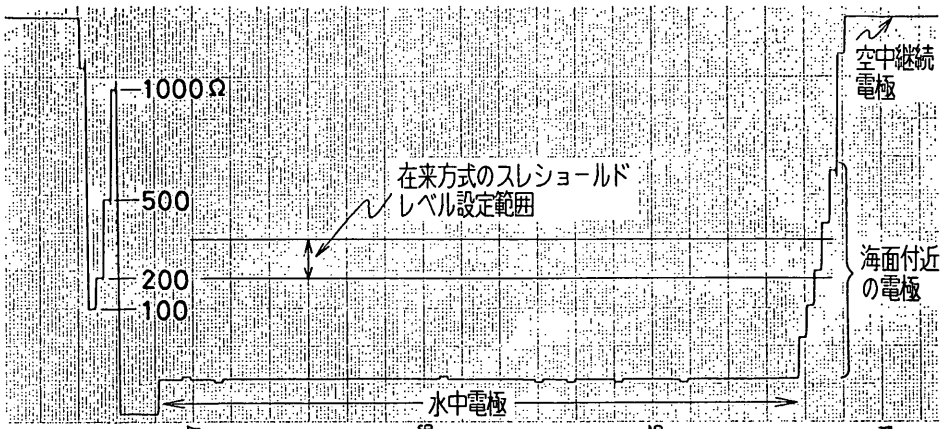 空中継続
電極
1000Ω
在来方式のスレショールド
レベル設定範囲
500
200
100
海面付近
の電極
水中電極